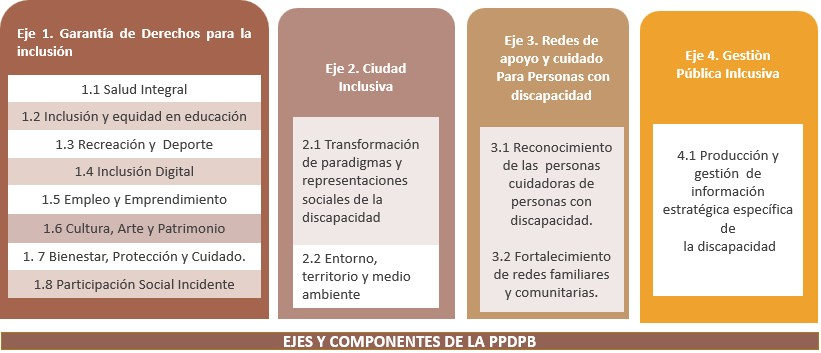 Eje 1. Garantía de Derechos para la
inclusión
1.1 Salud Integral
1.2 Inclusión y equidad en educación
1.3 Recreación y  Deporte
1.4 Inclusión Digital
1.5 Empleo y Emprendimiento
1.6 Cultura, Arte y Patrimonio
1. 7 Bienestar, Protección y Cuidado.
1.8 Participación Social Incidente
Eje 2. Ciudad
Inclusiva
2.1 Transformación
de paradigmas y
representaciones
sociales de la
discapacidad
2.2 Entorno,
territorio y medio
ambiente
Eje 3. Redes de
apoyo y cuidado
Para Personas con
discapacidad
3.1 Reconocimiento
de las  personas
cuidadoras de
personas con
discapacidad.
3.2 Fortalecimiento
de redes familiares
y comunitarias.
Eje 4. Gestiòn
Pública Inlcusiva
4.1 Producción y
gestión  de
información
estratégica específica
de
la discapacidad
EJES Y COMPONENTES DE LA PPDPB